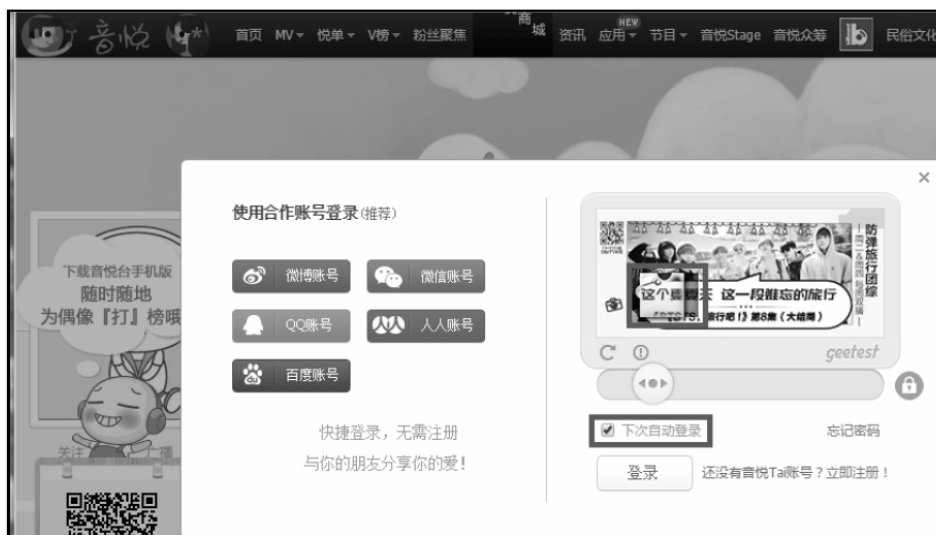 音悦
首页 MV 悦单 V榜 粉丝聚焦 商城 资讯 应用 NEW 节目 音悦Stage 音悦众筹 民俗文化
×
使用合作账号登录(推荐)
微博账号 微信账号
QQ账号 人人账号
百度账号
快捷登录，无需注册
与你的朋友分享你的爱！
下载音悦台手机版
随时随地
为偶像『打』榜哦
关注 广播
防弹旅行团综
这个 夏天 这一段难忘的旅行
旅行吧！》第8集（大结局）
geetest
下次自动登录 忘记密码
登录 还没有音悦Tai账号？立即注册！